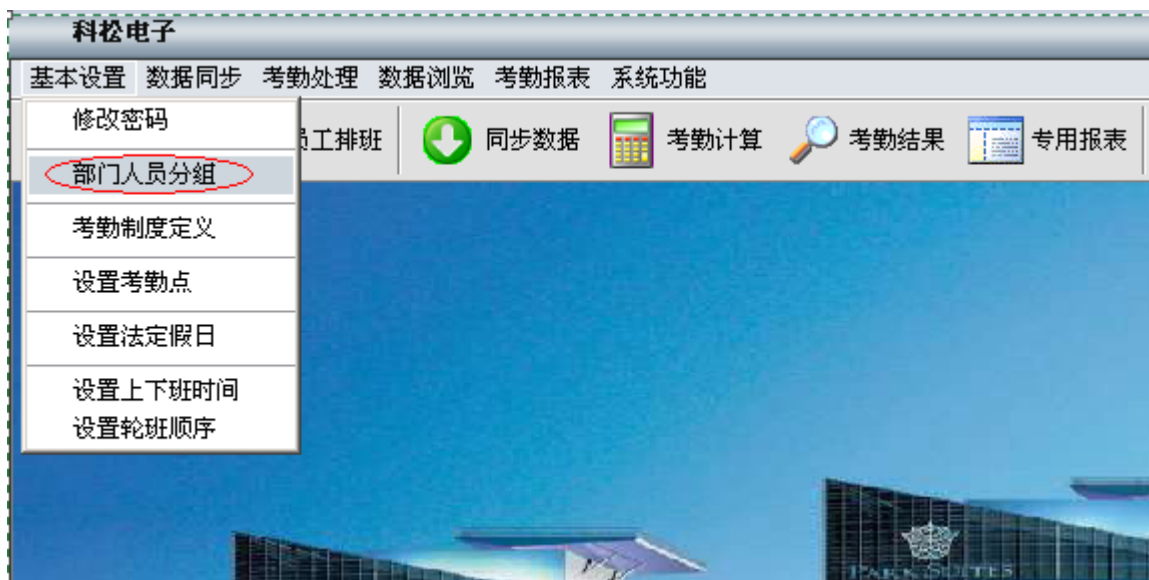 科松电子
基本设置 数据同步 考勤处理 数据浏览 考勤报表 系统功能
员工排班 同步数据 考勤计算 考勤结果 专用报表
修改密码
部门人员分组
考勤制度定义
设置考勤点
设置法定假日
设置上下班时间
设置轮班顺序
PARK SUITES